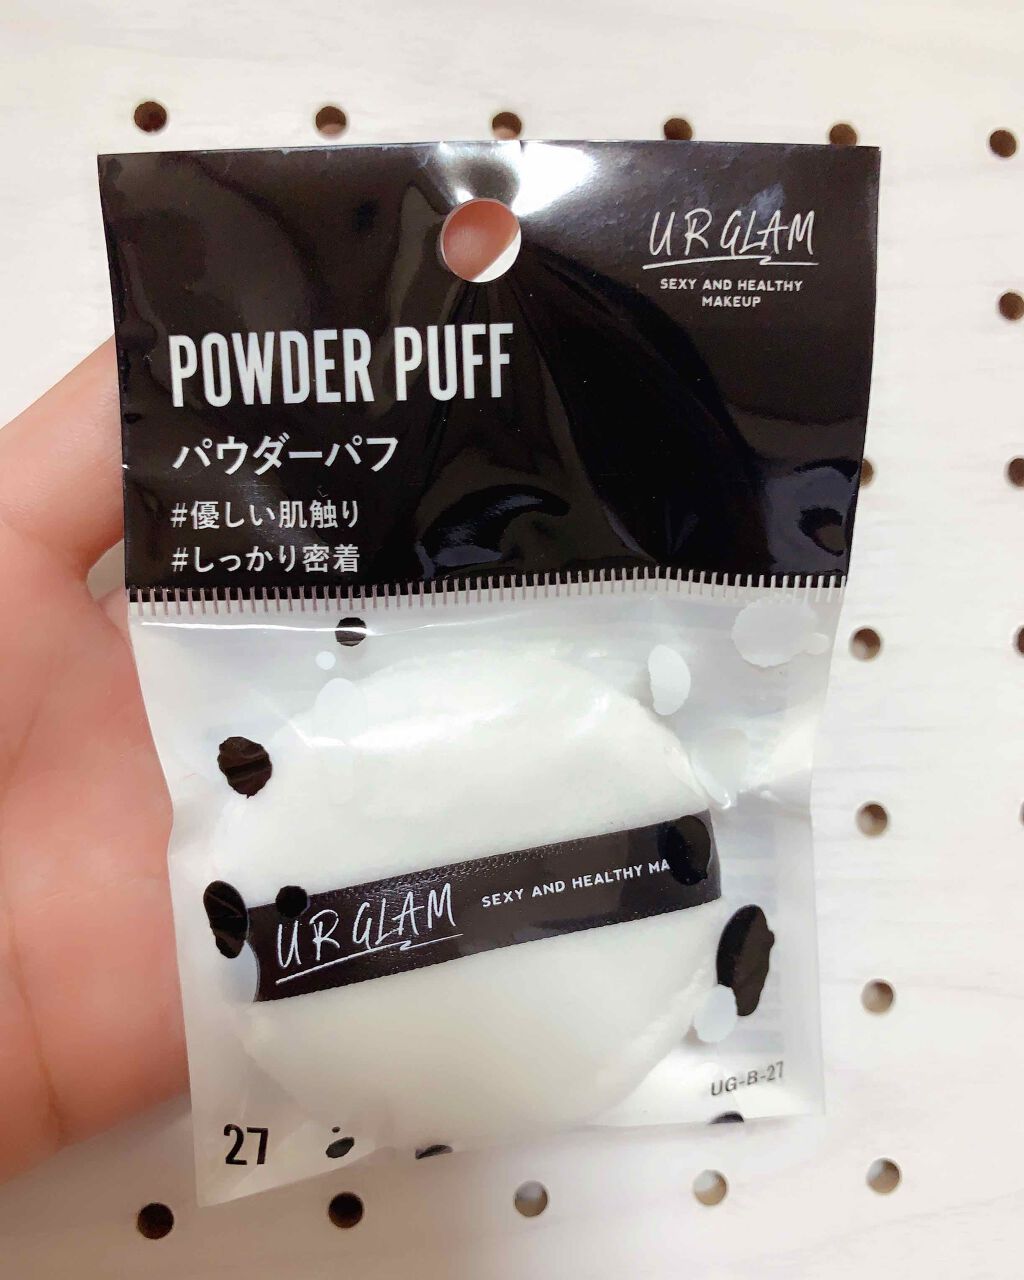 UR GLAM
SEXY AND HEALTHY
MAKEUP
POWDER PUFF
パウダーパフ
#優しい肌触り
#しっかり密着
UR GLAM SEXY AND HEALTHY MA
UG-B-27
27